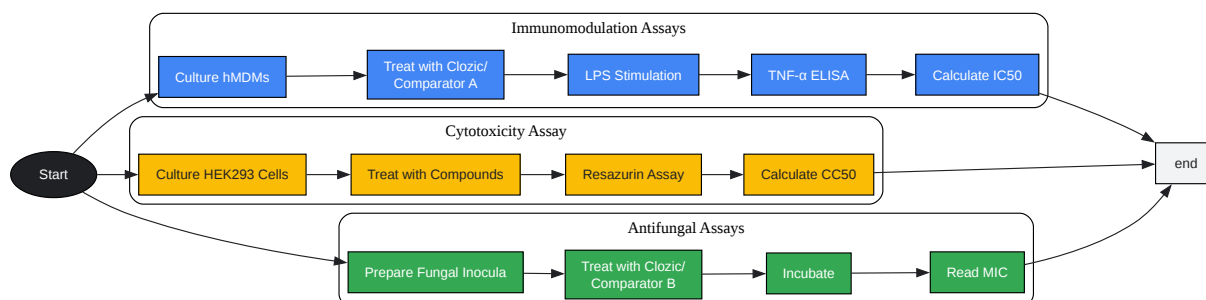 Immunomodulation Assays
Culture hMDMs
Treat with Clozic/
Comparator A
LPS Stimulation
TNF-α ELISA
Calculate IC50
Cytotoxicity Assay
Start
Culture HEK293 Cells
Treat with Compounds
Resazurin Assay
Calculate CC50
end
Antifungal Assays
Prepare Fungal Inocula
Treat with Clozic/
Comparator B
Incubate
Read MIC